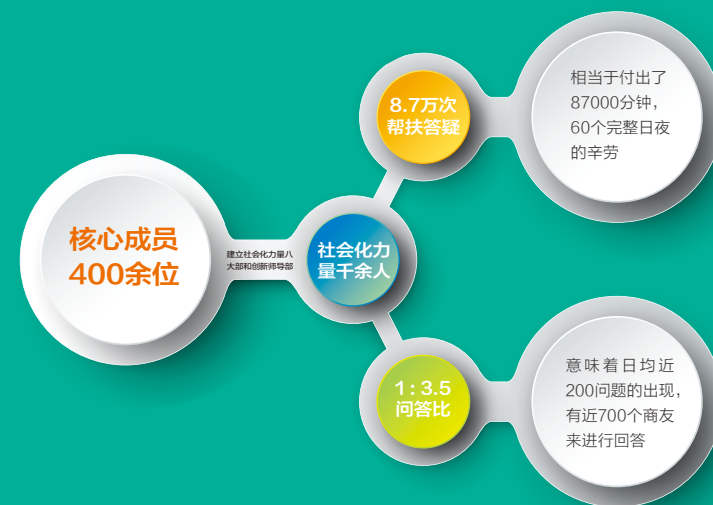 核心成员
400余位
建立社会化力量八
大部和创新师导部
社会化力
量千余人
8.7万次
帮扶答疑
相当于付出了
87000分钟，
60个完整日夜
的辛劳
1：3.5
问答比
意味着日均近
200问题的出现，
有近700个商友
来进行回答